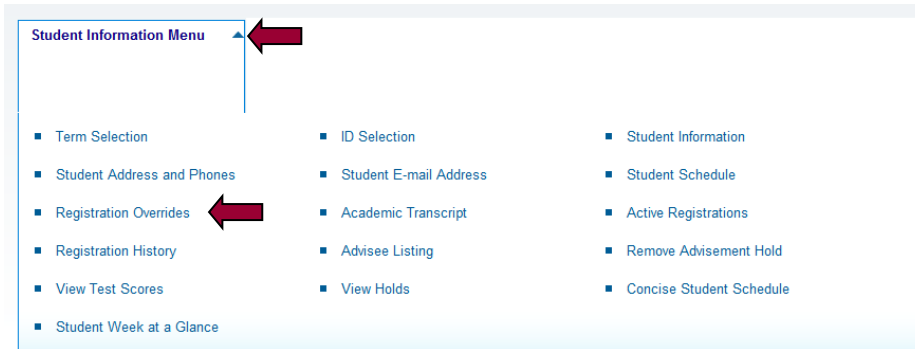 Student Information Menu
Term Selection
ID Selection
Student Information
Student Address and Phones
Student E-mail Address
Student Schedule
Registration Overrides
Academic Transcript
Active Registrations
Registration History
Advisee Listing
Remove Advisement Hold
View Test Scores
View Holds
Concise Student Schedule
Student Week at a Glance